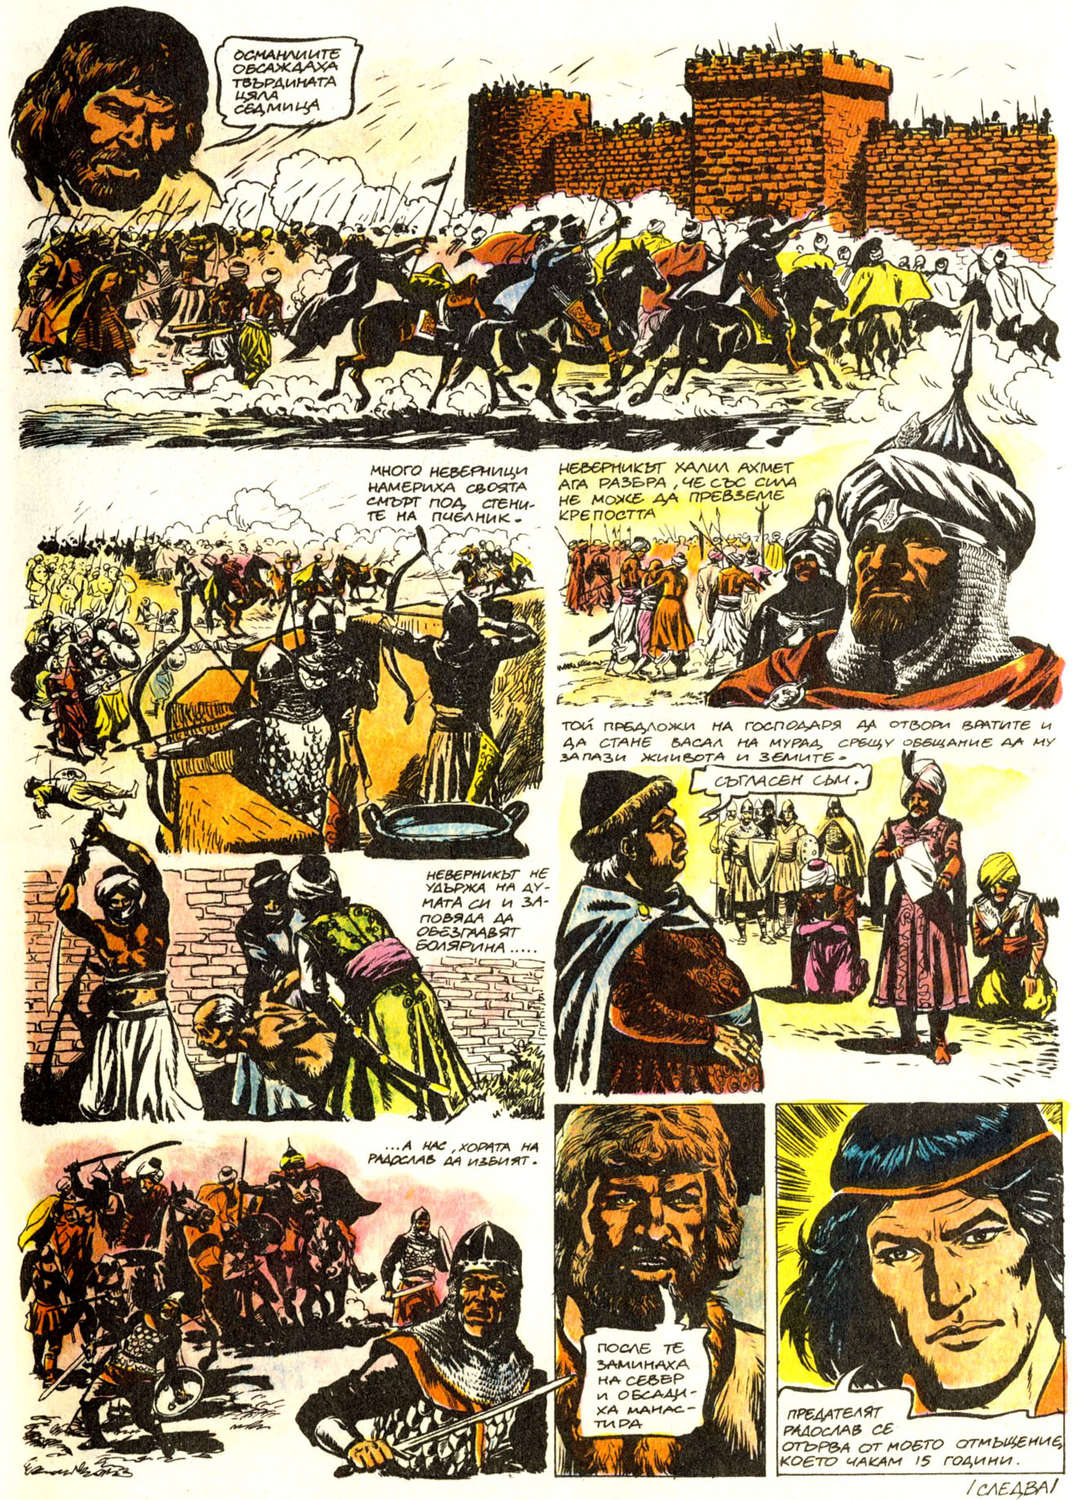 ОСМАНЛИИТЕ
ОБСАЖДАХА
ТВЪРДИНАТА
ЦЯЛА
СЕДМИЦА
МНОГО НЕВЕРНИЦИ
НАМЕРИХА СВОЯТА
СМЪРТ ПОД СТЕНИ-
ТЕ НА ПЧЕЛНИК.
НЕВЕРНИКЪТ ХАЛИЛ АХМЕТ
АГА РАЗБРА, ЧЕ СЪС СИЛА
НЕ МОЖЕ ДА ПРЕВЗЕМЕ
КРЕПОСТТА
ТОЙ ПРЕДЛОЖИ НА ГОСПОДАРЯ ДА ОТВОРИ ВРАТИТЕ И
ДА СТАНЕ ВАСАЛ НА МУРАД СРЕЩУ ОБЕЩАНИЕ ДА МУ
ЗАПАЗИ ЖИИВОТА И ЗЕМИТЕ.
СЪГЛАСЕН СЪМ.
НЕВЕРНИКЪТ НЕ
УДЪРЖА НА ДУ-
МАТА СИ И ЗА-
ПОВЯДА ДА
ОБЕЗГЛАВЯТ
БОЛЯРИНА.....
...А НАС, ХОРАТА НА
РАДОСЛАВ ДА ИЗБИЯТ.
ПОСЛЕ ТЕ
ЗАМИНАХА
НА СЕВЕР
И ОБСАДИ-
ХА МАНАС-
ТИРА
ПРЕДАТЕЛЯТ
РАДОСЛАВ СЕ
ОТЪРВА ОТ МОЕТО ОТМЪЩЕНИЕ,
КОЕТО ЧАКАМ 15 ГОДИНИ.
/СЛЕДВА/